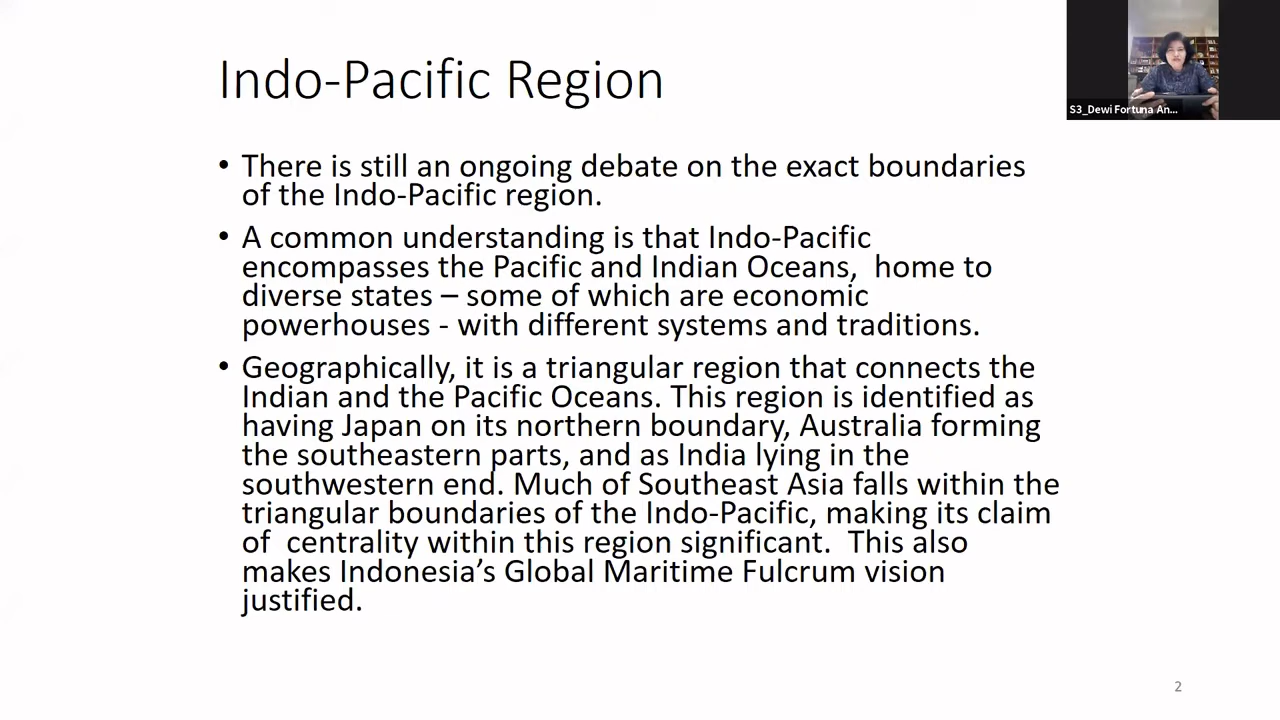 Indo-Pacific Region
S3_Dewi Fortuna An...
• There is still an ongoing debate on the exact boundaries
of the Indo-Pacific region.
• A common understanding is that Indo-Pacific
encompasses the Pacific and Indian Oceans,  home to
diverse states – some of which are economic
powerhouses - with different systems and traditions.
• Geographically, it is a triangular region that connects the
Indian and the Pacific Oceans. This region is identified as
having Japan on its northern boundary, Australia forming
the southeastern parts, and as India lying in the
southwestern end. Much of Southeast Asia falls within the
triangular boundaries of the Indo-Pacific, making its claim
of  centrality within this region significant.  This also
makes Indonesia’s Global Maritime Fulcrum vision
justified.
2